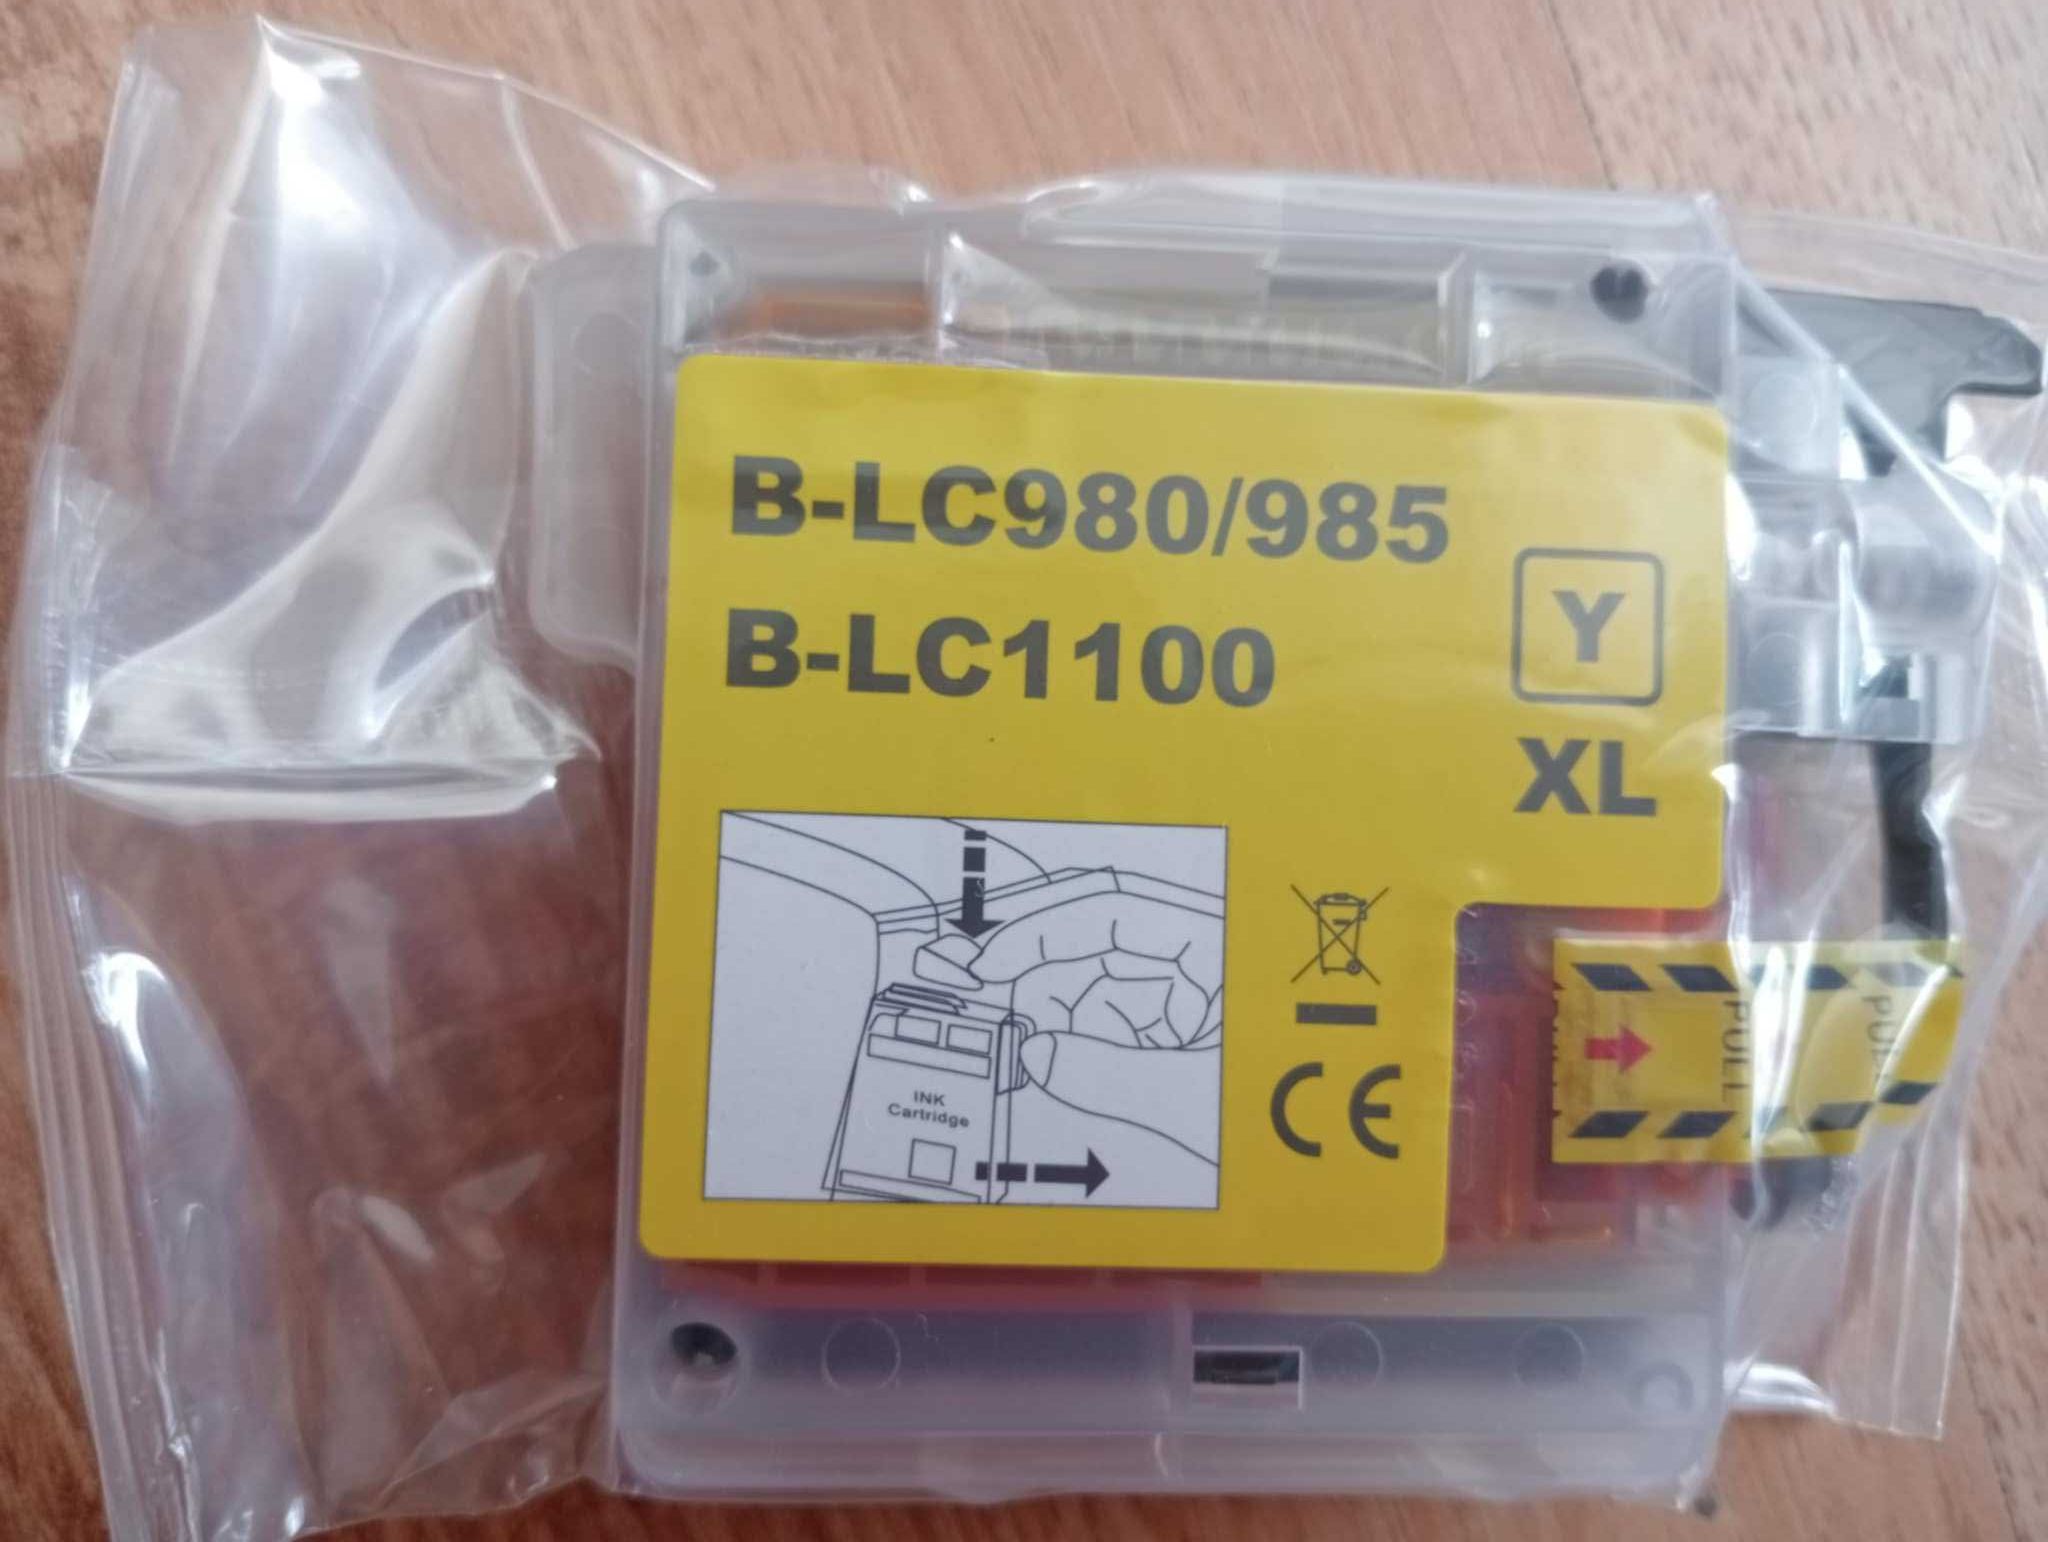 B-LC980/985
B-LC1100
Y
XL
INK
Cartridge
CE
PULL
PULL